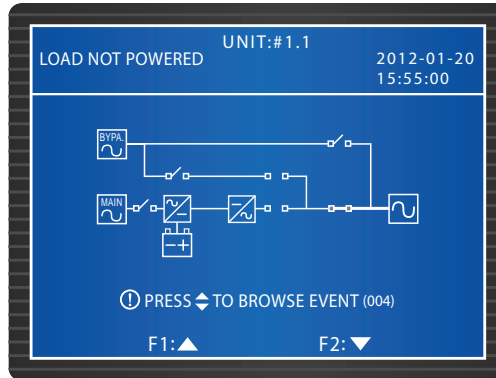 UNIT:#1.1
LOAD NOT POWERED
2012-01-20
15:55:00
BYPA.
MAIN
PRESS TO BROWSE EVENT (004)
F1: F2: